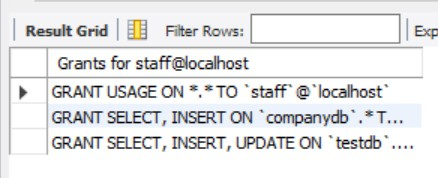 Result Grid Filter Rows: Exp
Grants for staff@localhost
GRANT USAGE ON *.* TO `staff`@`localhost`
GRANT SELECT, INSERT ON `companydb`.* T...
GRANT SELECT, INSERT, UPDATE ON `testdb`....